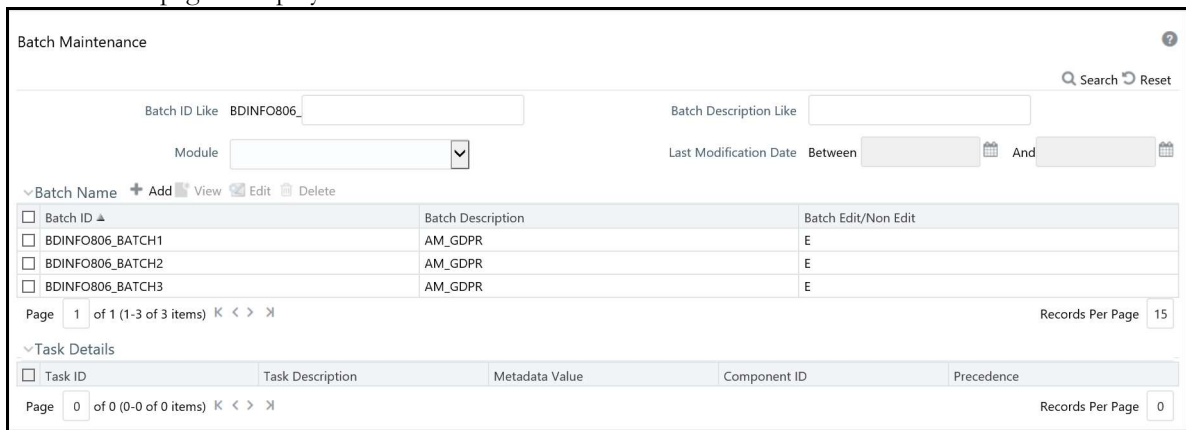 Batch Maintenance
Search Reset
Batch ID Like BDINFO806_ Batch Description Like
Module Last Modification Date Between And
Batch Name Add View Edit Delete
Batch ID Batch Description Batch Edit/Non Edit
BDINFO806_BATCH1 AM_GDPR E
BDINFO806_BATCH2 AM_GDPR E
BDINFO806_BATCH3 AM_GDPR E
Page 1 of 1 (1-3 of 3 items) Records Per Page 15
Task Details
Task ID Task Description Metadata Value Component ID Precedence
Page 0 of 0 (0-0 of 0 items) Records Per Page 0